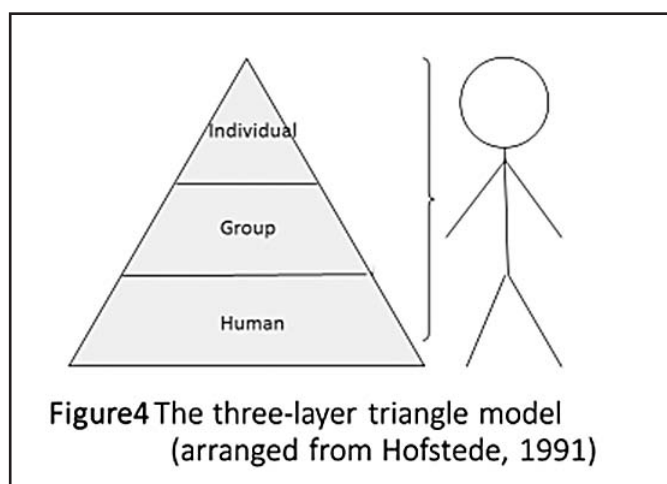 Individual
Group
Human
Figure4 The three-layer triangle model
(arranged from Hofstede, 1991)